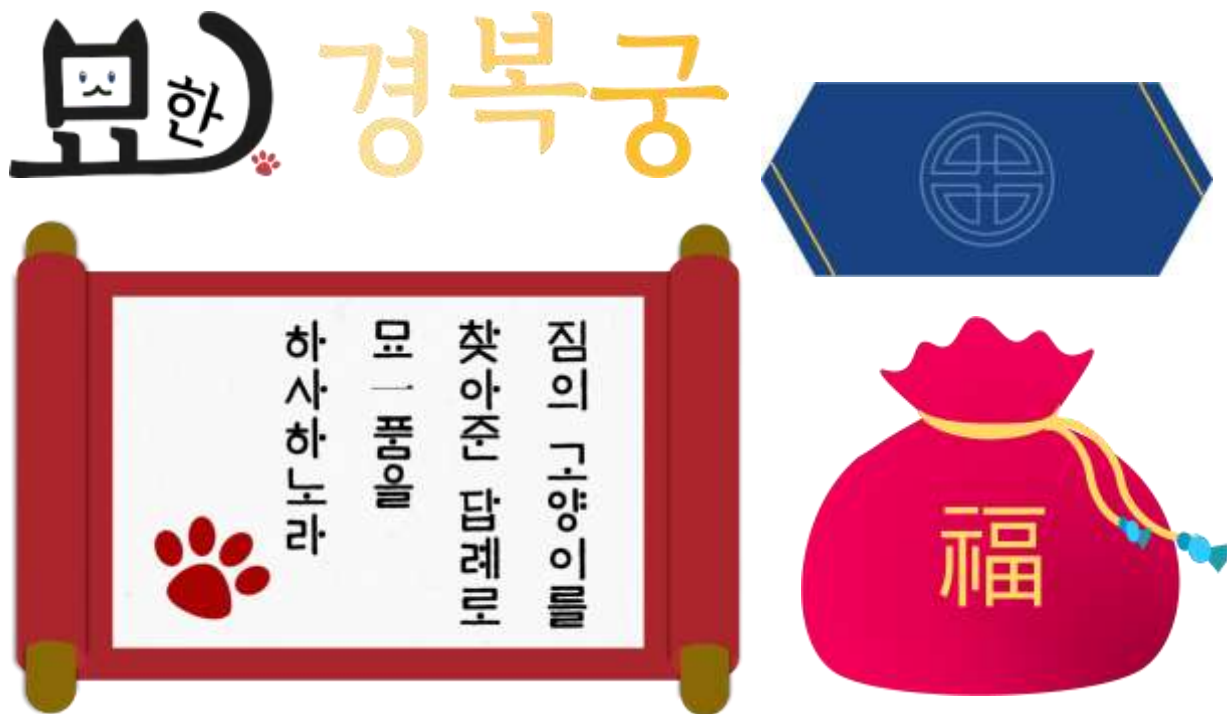 묘한 경복궁
짐의 고양이를
찾아준 답례로
묘一품을
하사하노라
福